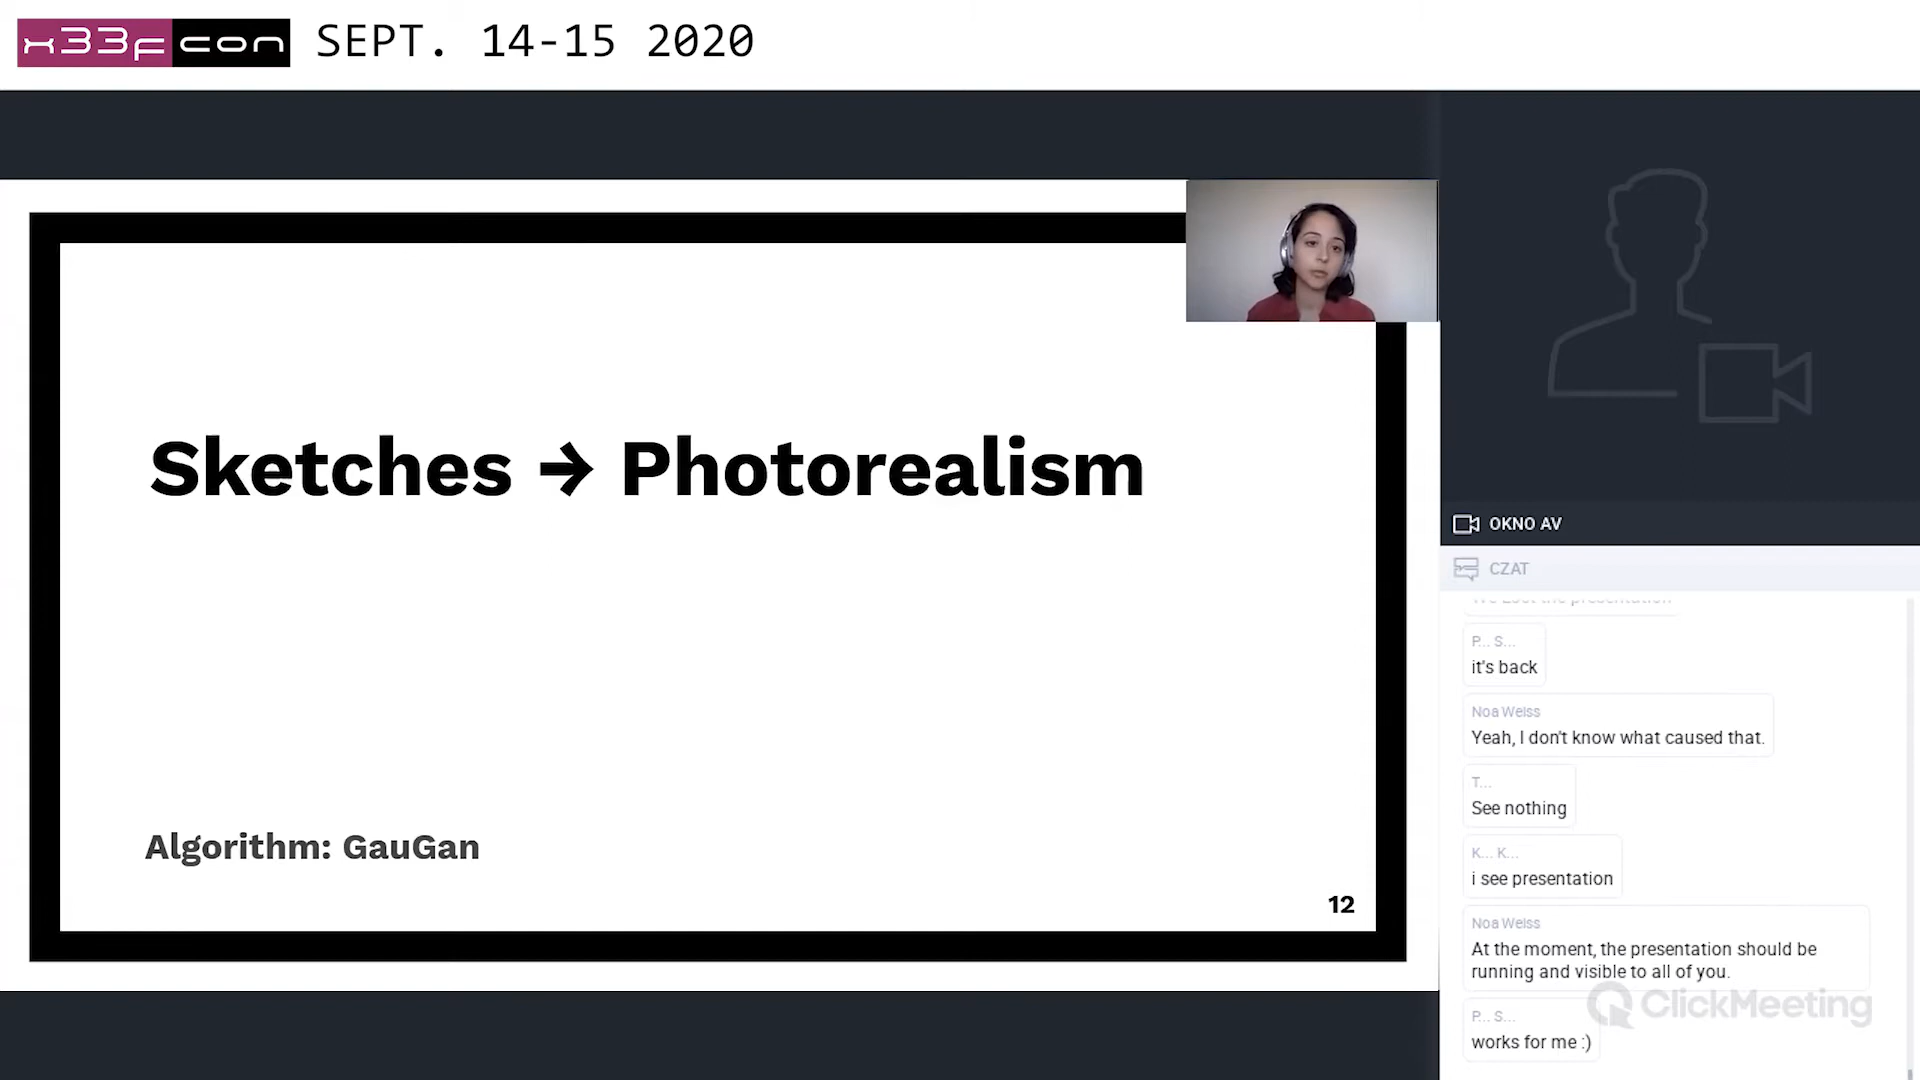 x33fcon SEPT. 14-15 2020
Sketches → Photorealism
Algorithm: GauGan
12
OKNO AV
CZAT
the presentation
P... S...
it's back
Noa Weiss
Yeah, I don't know what caused that.
T...
See nothing
K... K...
i see presentation
Noa Weiss
At the moment, the presentation should be
running and visible to all of you.
ClickMeeting
P... S...
works for me :)